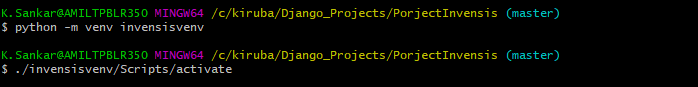 K.Sankar@AMILTPBLR350 MINGW64 /c/kiruba/Django_Projects/PorjectInvensis (master)
$ python -m venv invensisvenv
K.Sankar@AMILTPBLR350 MINGW64 /c/kiruba/Django_Projects/PorjectInvensis (master)
$ ./invensisvenv/Scripts/activate